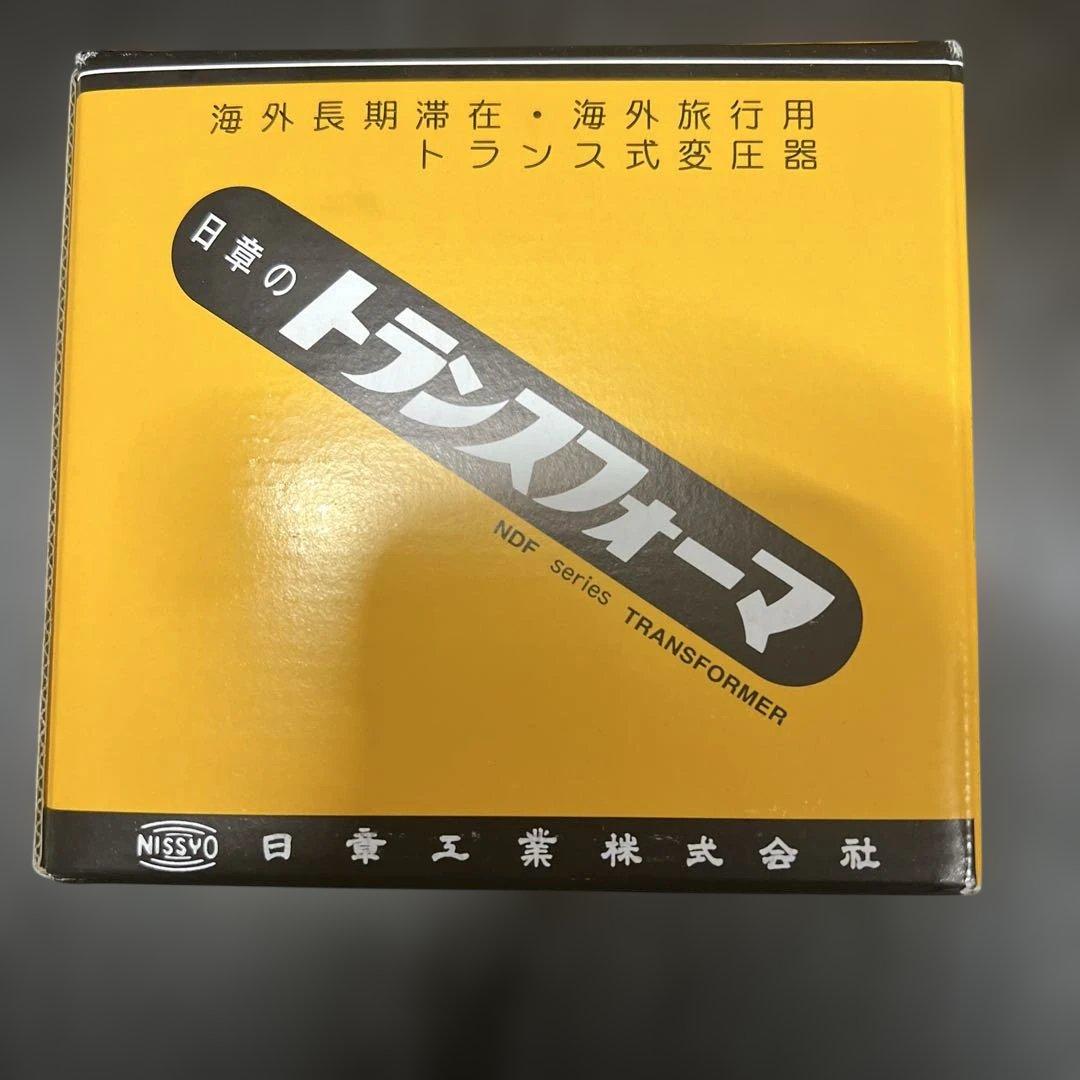 海外長期滞在・海外旅行用
トランス式変圧器
日章の
トランスフォーマ
NDF series TRANSFORMER
NISSYO 日章工業株式会社